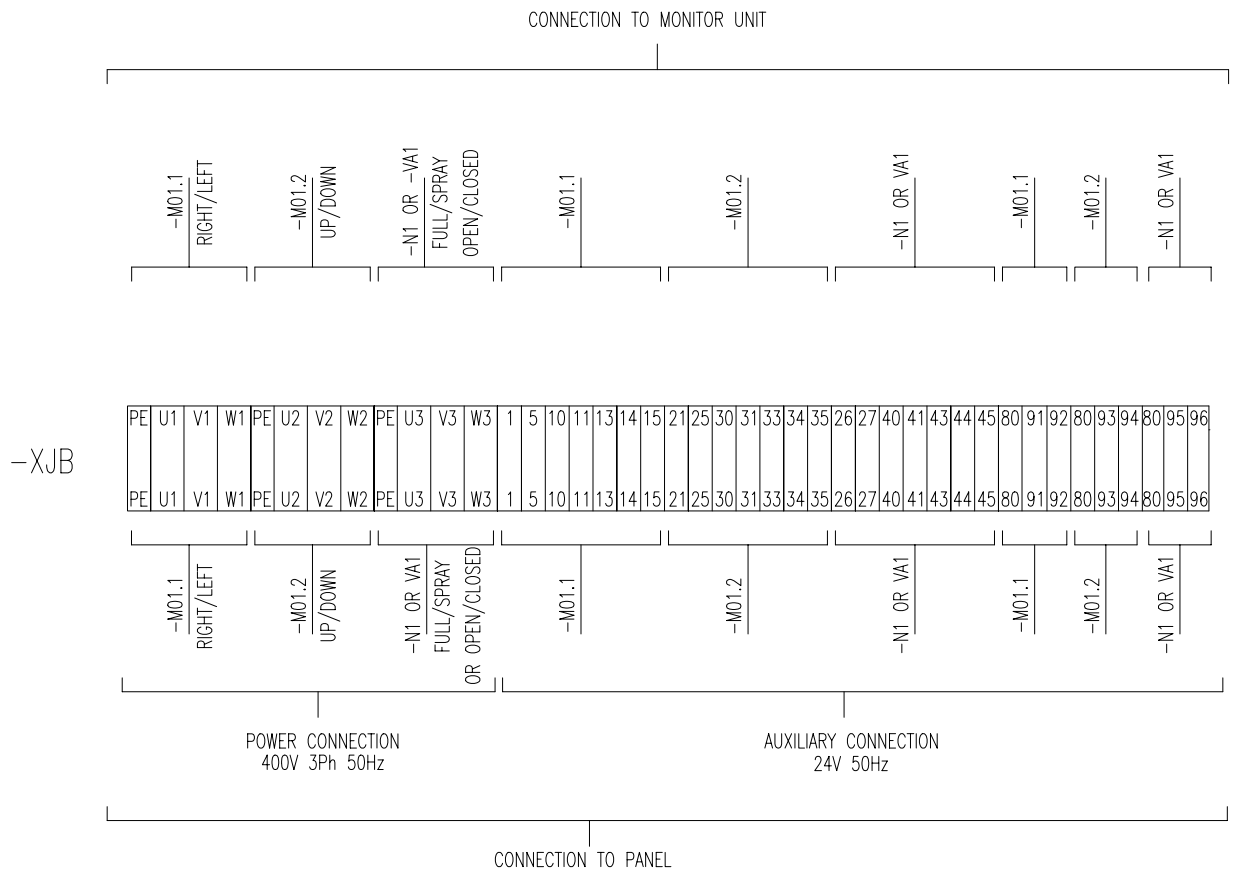 CONNECTION TO MONITOR UNIT
-M01.1
RIGHT/LEFT
-M01.2
UP/DOWN
-N1 OR -VA1
FULL/SPRAY
OPEN/CLOSED
-M01.1
-M01.2
-N1 OR VA1
-M01.1
-M01.2
-N1 OR VA1
-XJB
PE U1 V1 W1 PE U2 V2 W2 PE U3 V3 W3 1 5 10 11 13 14 15 21 25 30 31 33 34 35 26 27 40 41 43 44 45 80 91 92 80 93 94 80 95 96
PE U1 V1 W1 PE U2 V2 W2 PE U3 V3 W3 1 5 10 11 13 14 15 21 25 30 31 33 34 35 26 27 40 41 43 44 45 80 91 92 80 93 94 80 95 96
-M01.1
RIGHT/LEFT
-M01.2
UP/DOWN
-N1 OR VA1
FULL/SPRAY
OR OPEN/CLOSED
-M01.1
-M01.2
-N1 OR VA1
-M01.1
-M01.2
-N1 OR VA1
POWER CONNECTION
400V 3Ph 50Hz
AUXILIARY CONNECTION
24V 50Hz
CONNECTION TO PANEL